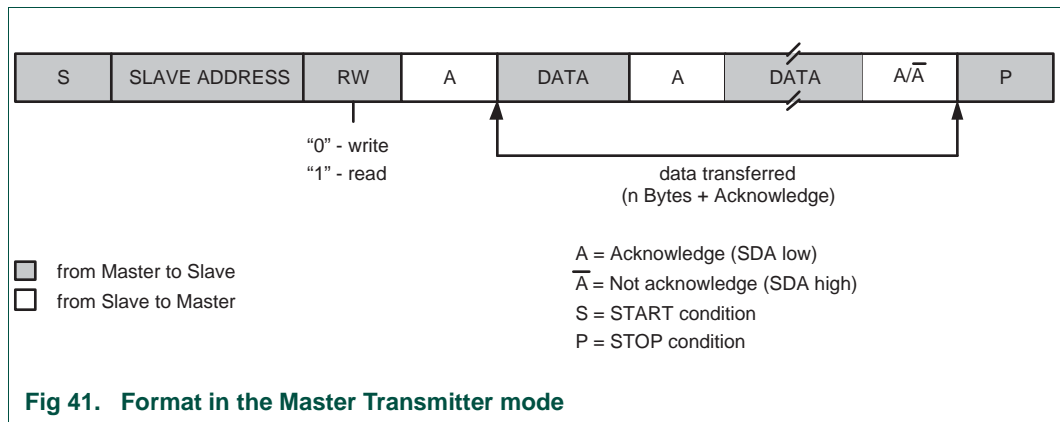 S SLAVE ADDRESS RW A DATA A DATA A/A̅ P
“0” - write
“1” - read
data transferred
(n Bytes + Acknowledge)
from Master to Slave
from Slave to Master
A = Acknowledge (SDA low)
A̅ = Not acknowledge (SDA high)
S = START condition
P = STOP condition
Fig 41. Format in the Master Transmitter mode